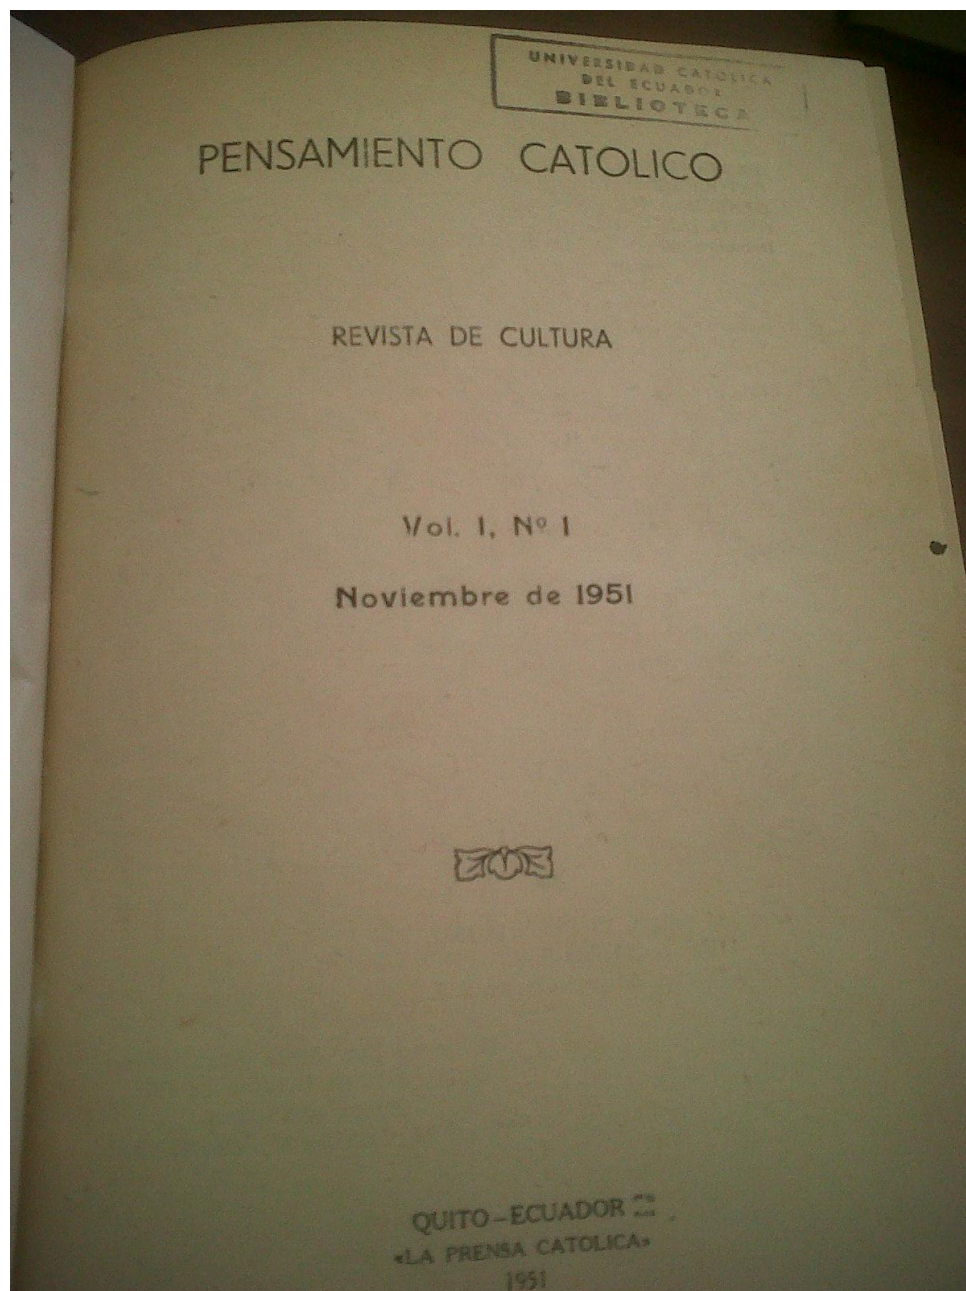 UNIVERSIDAD CATOLICA
DEL ECUADOR
BIBLIOTECA
PENSAMIENTO CATOLICO
REVISTA DE CULTURA
Vol. I, Nº I
Noviembre de 1951
QUITO-ECUADOR
«LA PRENSA CATOLICA»
1951